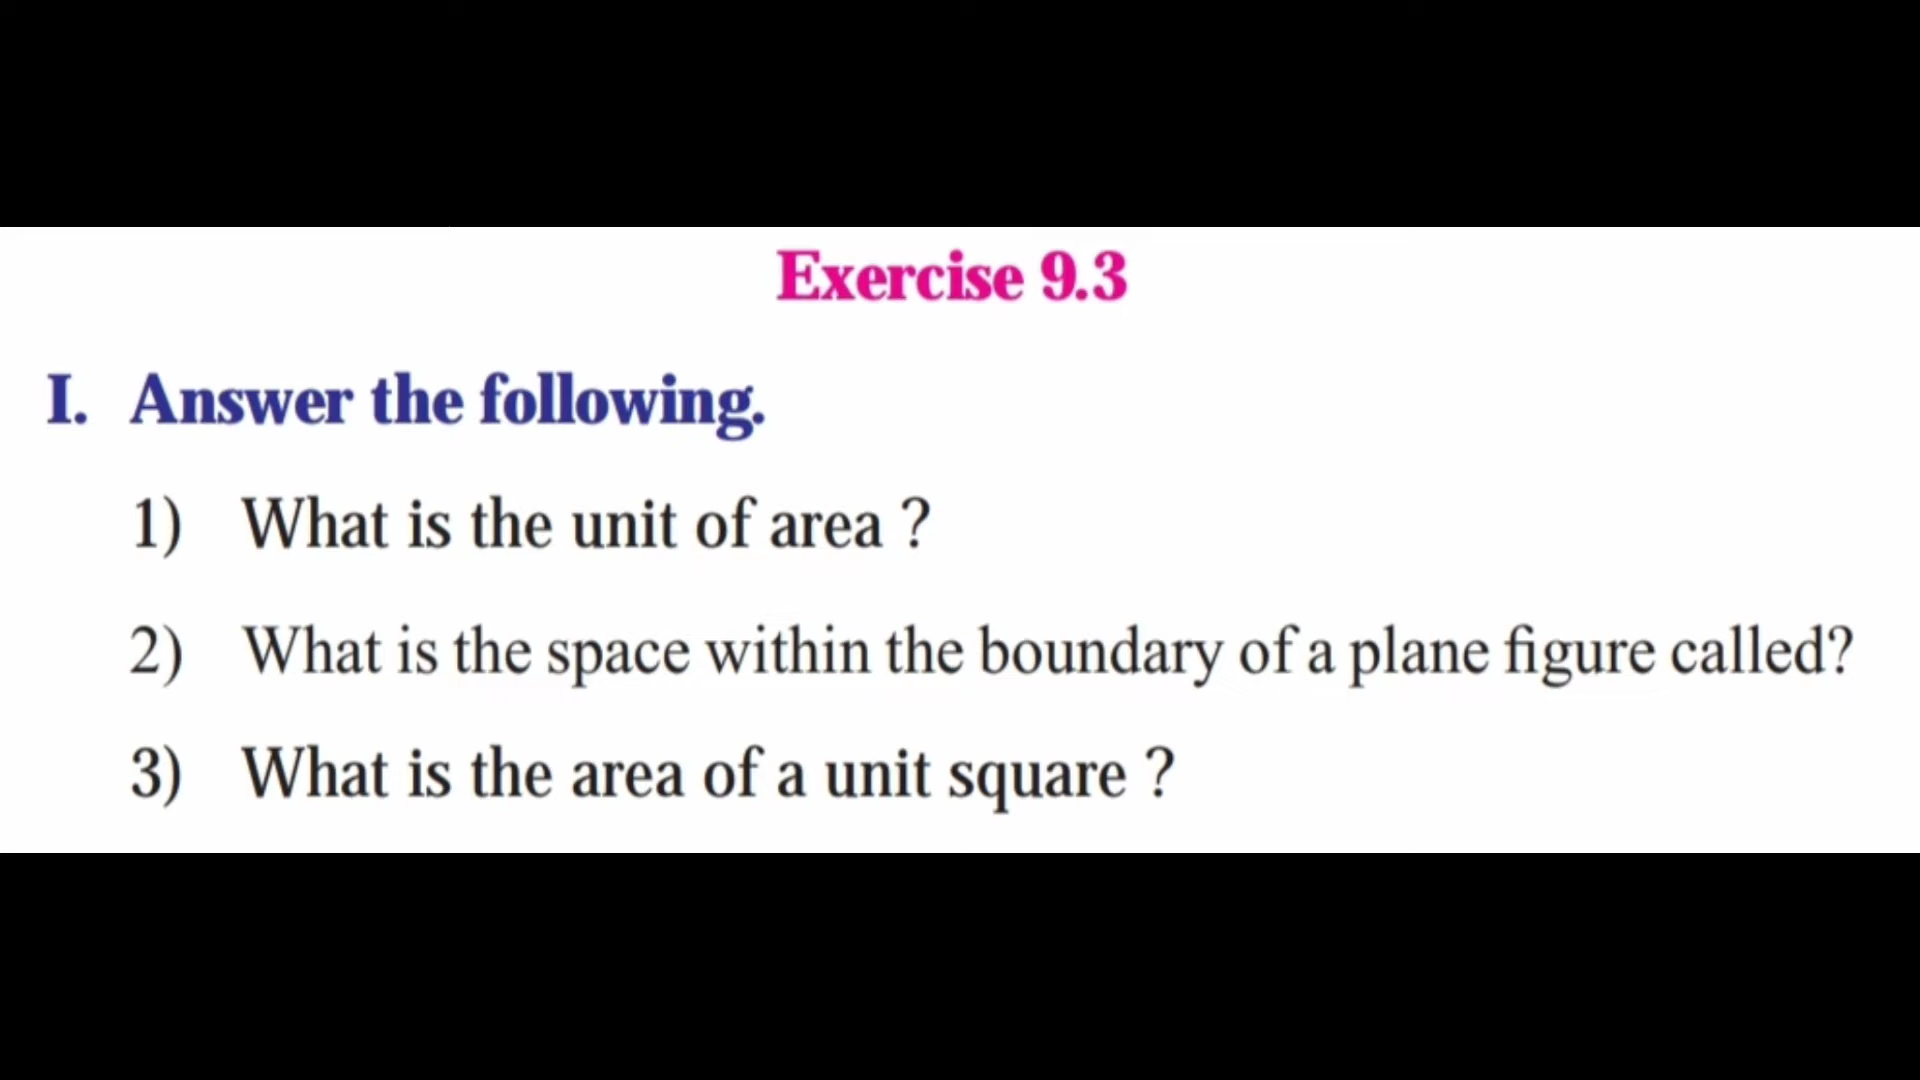 Exercise 9.3
I. Answer the following.
1) What is the unit of area ?
2) What is the space within the boundary of a plane figure called?
3) What is the area of a unit square ?